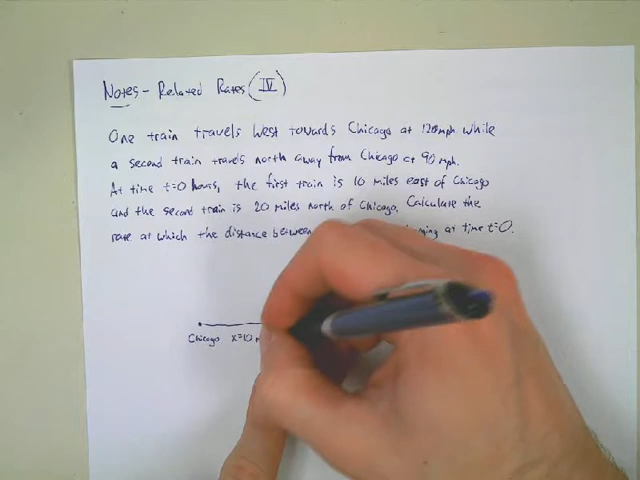 Notes - Related Rates (IV)
One train travels west towards Chicago at 120mph while
a second train travels north away from Chicago at 90 mph.
At time t=0 hours, the first train is 10 miles east of Chicago
and the second train is 20 miles north of Chicago. Calculate the
rate at which the distance between at time t=0.
Chicago x=10